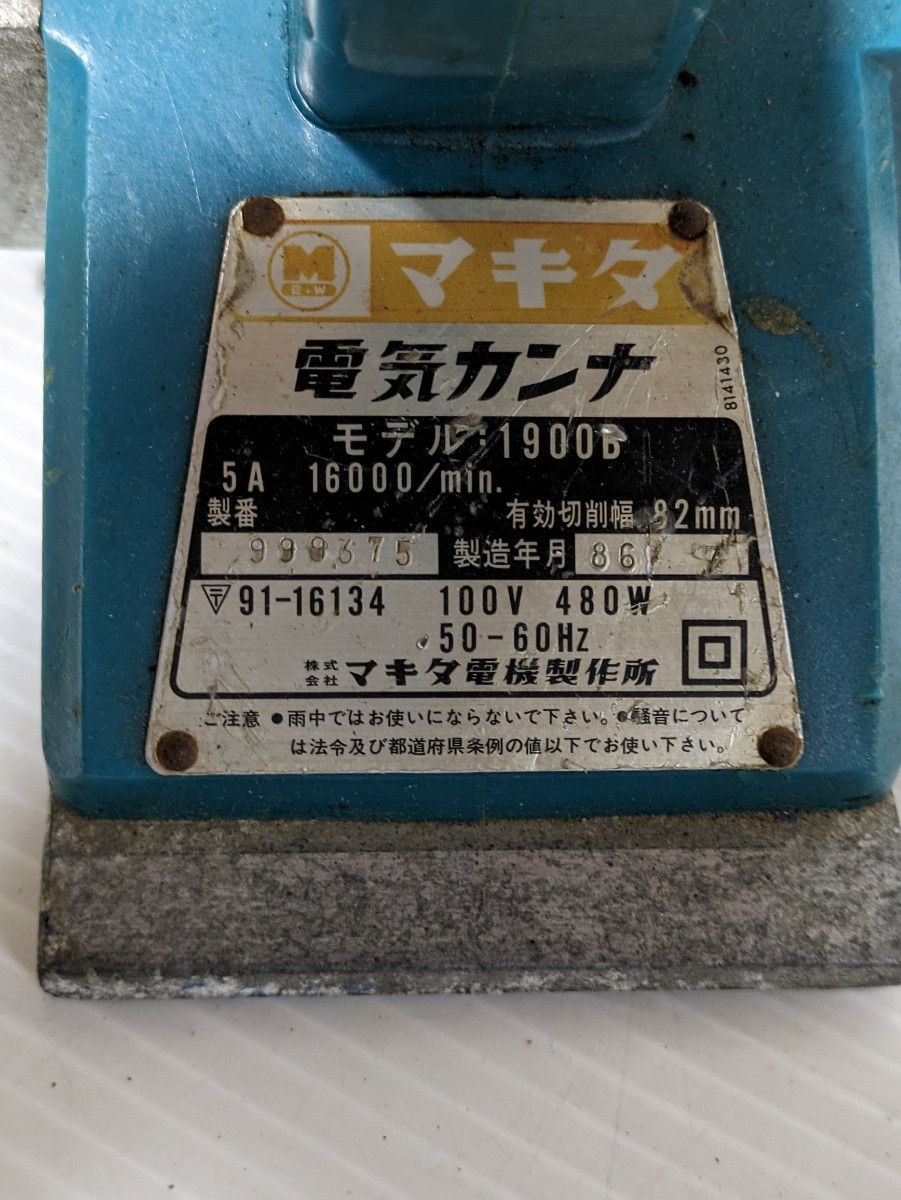 M
E・W
マキタ
電気カンナ
8141430
モデル：1900B
5A 16000/min.
製番 有効切削幅 82mm
製造年月 86
91-16134 100V 480W
50-60Hz
株式会社 マキタ電機製作所
ご注意 ●雨中ではお使いにならないで下さい。●騒音について
は法令及び都道府県条例の値以下でお使い下さい。